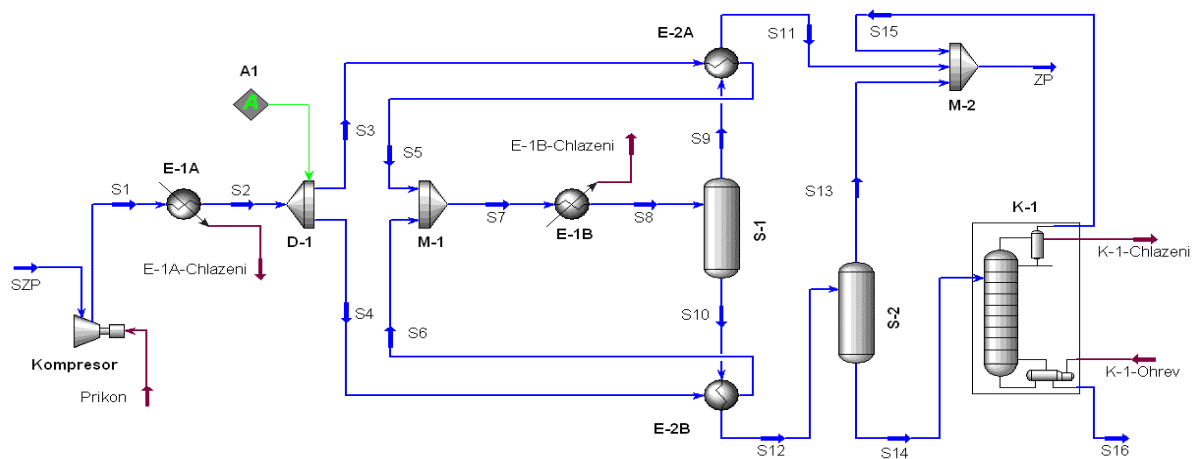 E-2A
S11
S15
A1
A
S3
M-2
ZP
S5
E-1B-Chlazeni
S9
E-1A
S1
S2
S7
S8
S13
K-1
D-1
M-1
E-1B
S-1
K-1-Chlazeni
E-1A-Chlazeni
SZP
S4
S6
S10
S-2
Kompresor
K-1-Ohrev
Prikon
E-2B
S12
S14
S16